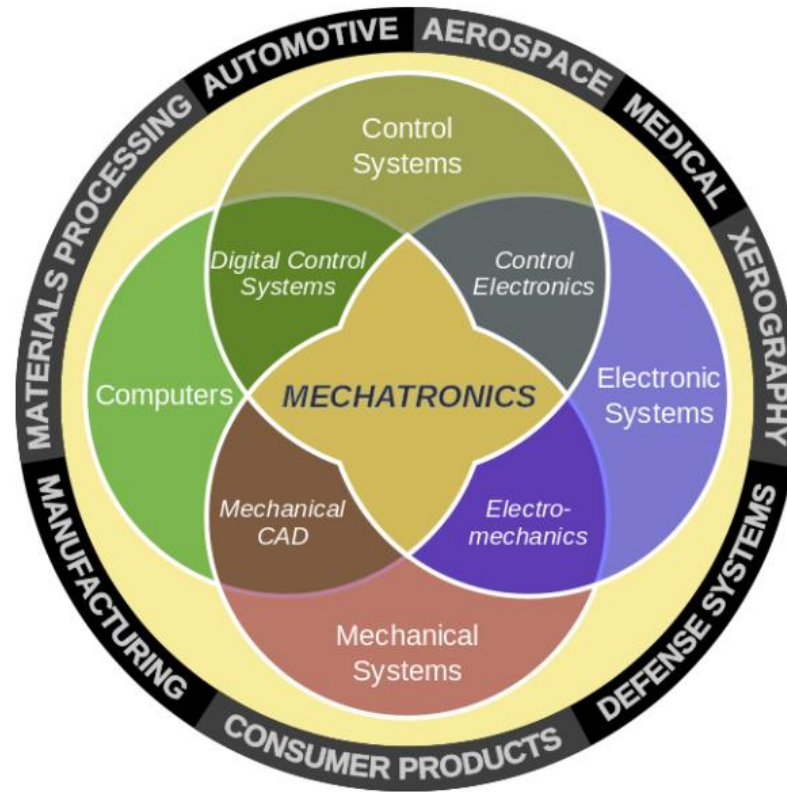 AUTOMOTIVE
AEROSPACE
MEDICAL
XEROGRAPHY
DEFENSE SYSTEMS
CONSUMER PRODUCTS
MANUFACTURING
MATERIALS PROCESSING
Control
Systems
Digital Control
Systems
Control
Electronics
Computers
MECHATRONICS
Electronic
Systems
Mechanical
CAD
Electro-
mechanics
Mechanical
Systems